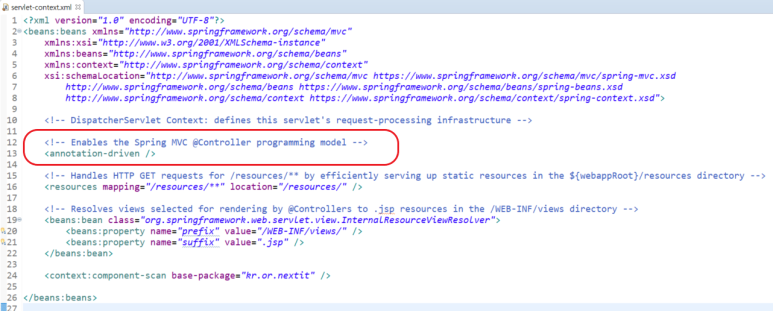 servlet-context.xml
1 <?xml version="1.0" encoding="UTF-8"?>
2 <beans:beans xmlns="http://www.springframework.org/schema/mvc"
3 xmlns:xsi="http://www.w3.org/2001/XMLSchema-instance"
4 xmlns:beans="http://www.springframework.org/schema/beans"
5 xmlns:context="http://www.springframework.org/schema/context"
6 xsi:schemaLocation="http://www.springframework.org/schema/mvc https://www.springframework.org/schema/mvc/spring-mvc.xsd
7 http://www.springframework.org/schema/beans https://www.springframework.org/schema/beans/spring-beans.xsd
8 http://www.springframework.org/schema/context https://www.springframework.org/schema/context/spring-context.xsd">
9
10 <!-- DispatcherServlet Context: defines this servlet's request-processing infrastructure -->
11
12 <!-- Enables the Spring MVC @Controller programming model -->
13 <annotation-driven />
14
15 <!-- Handles HTTP GET requests for /resources/** by efficiently serving up static resources in the ${webappRoot}/resources directory -->
16 <resources mapping="/resources/**" location="/resources/" />
17
18 <!-- Resolves views selected for rendering by @Controllers to .jsp resources in the /WEB-INF/views directory -->
19 <beans:bean class="org.springframework.web.servlet.view.InternalResourceViewResolver">
20 <beans:property name="prefix" value="/WEB-INF/views/" />
21 <beans:property name="suffix" value=".jsp" />
22 </beans:bean>
23
24 <context:component-scan base-package="kr.or.nextit" />
25
26 </beans:beans>
27